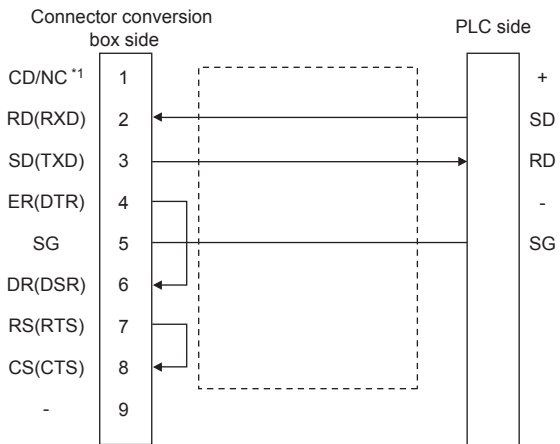 Connector conversion
box side
PLC side
CD/NC *1 1 +
RD(RXD) 2 SD
SD(TXD) 3 RD
ER(DTR) 4 -
SG 5 SG
DR(DSR) 6
RS(RTS) 7
CS(CTS) 8
- 9